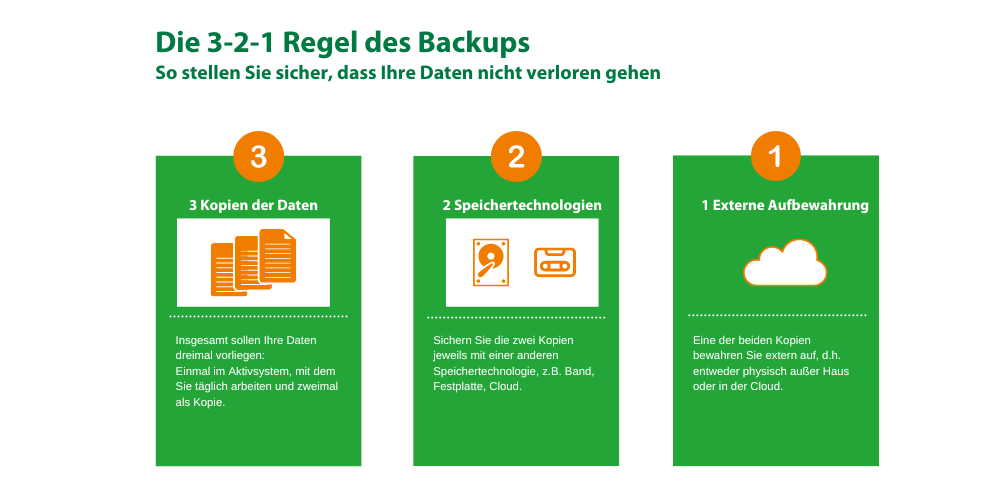 Die 3-2-1 Regel des Backups
So stellen Sie sicher, dass Ihre Daten nicht verloren gehen
3
3 Kopien der Daten
Insgesamt sollen Ihre Daten
dreimal vorliegen:
Einmal im Aktivsystem, mit dem
Sie täglich arbeiten und zweimal
als Kopie.
2
2 Speichertechnologien
Sichern Sie die zwei Kopien
jeweils mit einer anderen
Speichertechnologie, z.B. Band,
Festplatte, Cloud.
1
1 Externe Aufbewahrung
Eine der beiden Kopien
bewahren Sie extern auf, d.h.
entweder physisch außer Haus
oder in der Cloud.